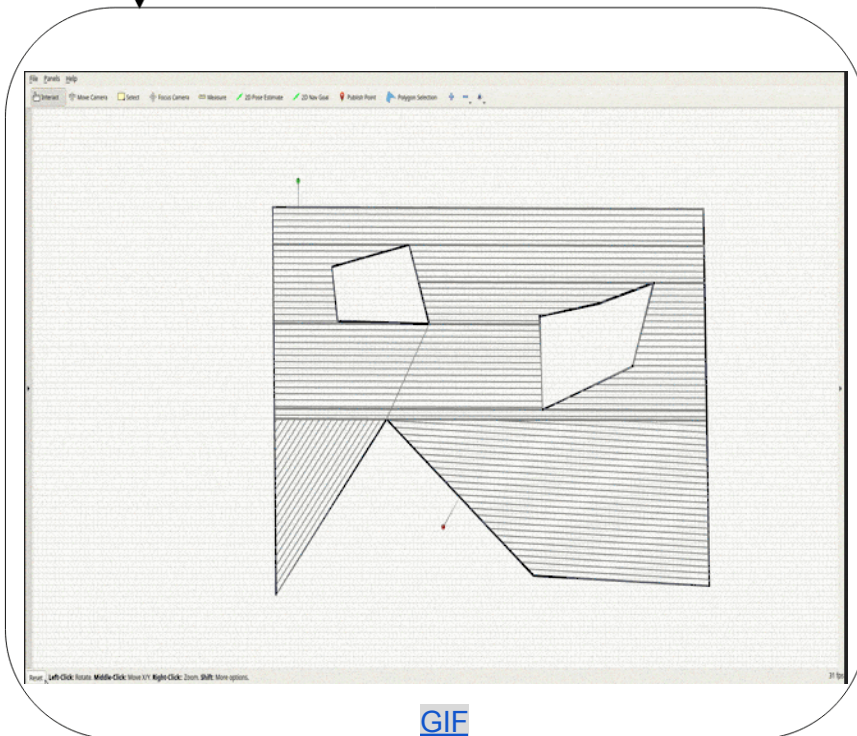 File Panels Help
Interact Move Camera Select Focus Camera Measure 2D Pose Estimate 2D Nav Goal Publish Point Polygon Selection
Reset Left-Click: Rotate. Middle-Click: Move X/Y. Right-Click: Zoom. Shift: More options. 31 fps
GIF